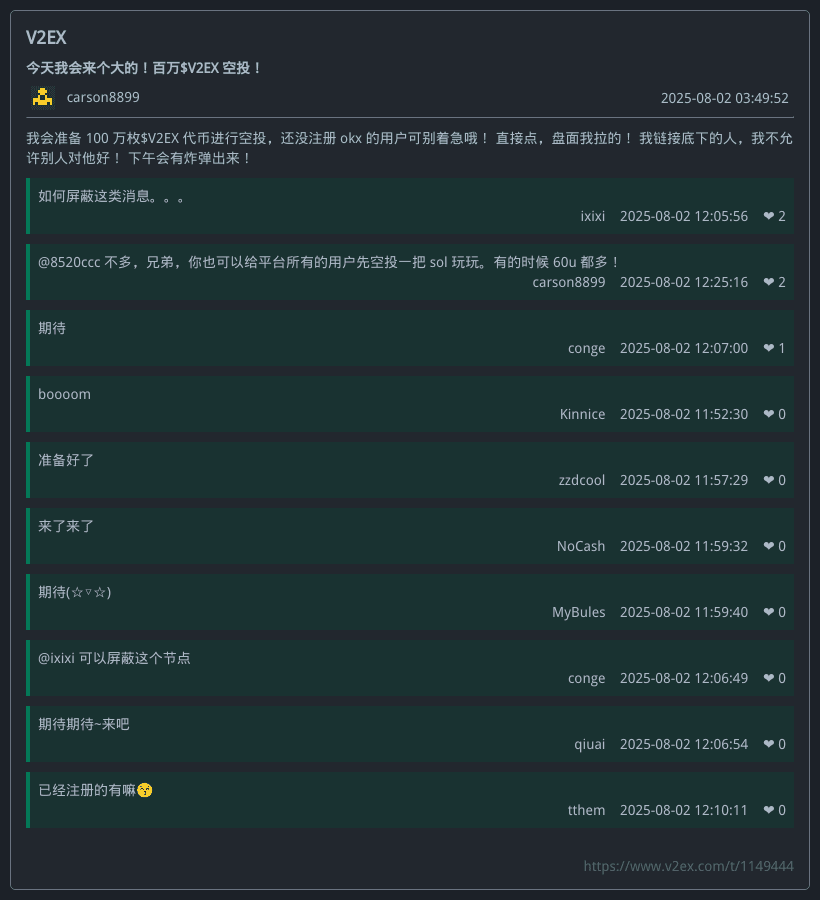 V2EX
今天我会来个大的！百万$V2EX 空投！
carson8899 2025-08-02 03:49:52
我会准备 100 万枚$V2EX 代币进行空投，还没注册 okx 的用户可别着急哦！ 直接点，盘面我拉的！ 我链接底下的人，我不允
许别人对他好！ 下午会有炸弹出来！
如何屏蔽这类消息。。。
ixixi 2025-08-02 12:05:56 ❤ 2
@8520ccc 不多，兄弟，你也可以给平台所有的用户先空投一把 sol 玩玩。有的时候 60u 都多！
carson8899 2025-08-02 12:25:16 ❤ 2
期待
conge 2025-08-02 12:07:00 ❤ 1
boooom
Kinnice 2025-08-02 11:52:30 ❤ 0
准备好了
zzdcool 2025-08-02 11:57:29 ❤ 0
来了来了
NoCash 2025-08-02 11:59:32 ❤ 0
期待(☆▿☆)
MyBules 2025-08-02 11:59:40 ❤ 0
@ixixi 可以屏蔽这个节点
conge 2025-08-02 12:06:49 ❤ 0
期待期待~来吧
qiuai 2025-08-02 12:06:54 ❤ 0
已经注册的有嘛😚
tthem 2025-08-02 12:10:11 ❤ 0
https://www.v2ex.com/t/1149444